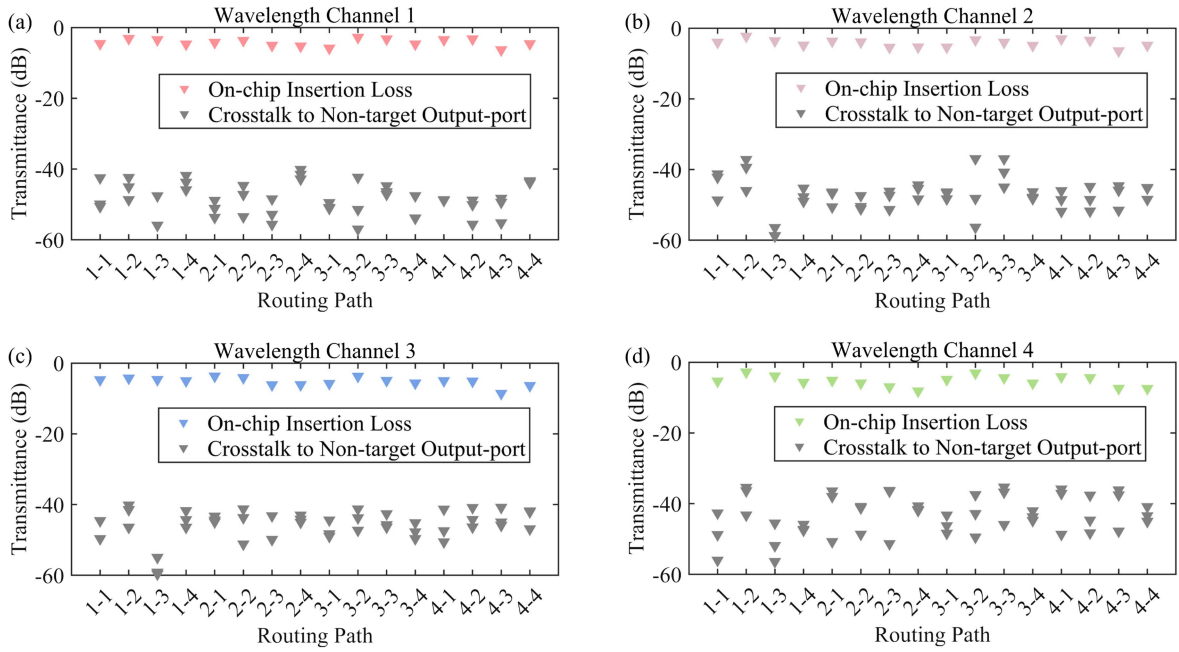 (a)
Wavelength Channel 1
Transmittance (dB)
0
-20
-40
-60
On-chip Insertion Loss
Crosstalk to Non-target Output-port
1-1 1-2 1-3 1-4 2-1 2-2 2-3 2-4 3-1 3-2 3-3 3-4 4-1 4-2 4-3 4-4
Routing Path
(b)
Wavelength Channel 2
Transmittance (dB)
0
-20
-40
-60
On-chip Insertion Loss
Crosstalk to Non-target Output-port
1-1 1-2 1-3 1-4 2-1 2-2 2-3 2-4 3-1 3-2 3-3 3-4 4-1 4-2 4-3 4-4
Routing Path
(c)
Wavelength Channel 3
Transmittance (dB)
0
-20
-40
-60
On-chip Insertion Loss
Crosstalk to Non-target Output-port
1-1 1-2 1-3 1-4 2-1 2-2 2-3 2-4 3-1 3-2 3-3 3-4 4-1 4-2 4-3 4-4
Routing Path
(d)
Wavelength Channel 4
Transmittance (dB)
0
-20
-40
-60
On-chip Insertion Loss
Crosstalk to Non-target Output-port
1-1 1-2 1-3 1-4 2-1 2-2 2-3 2-4 3-1 3-2 3-3 3-4 4-1 4-2 4-3 4-4
Routing Path